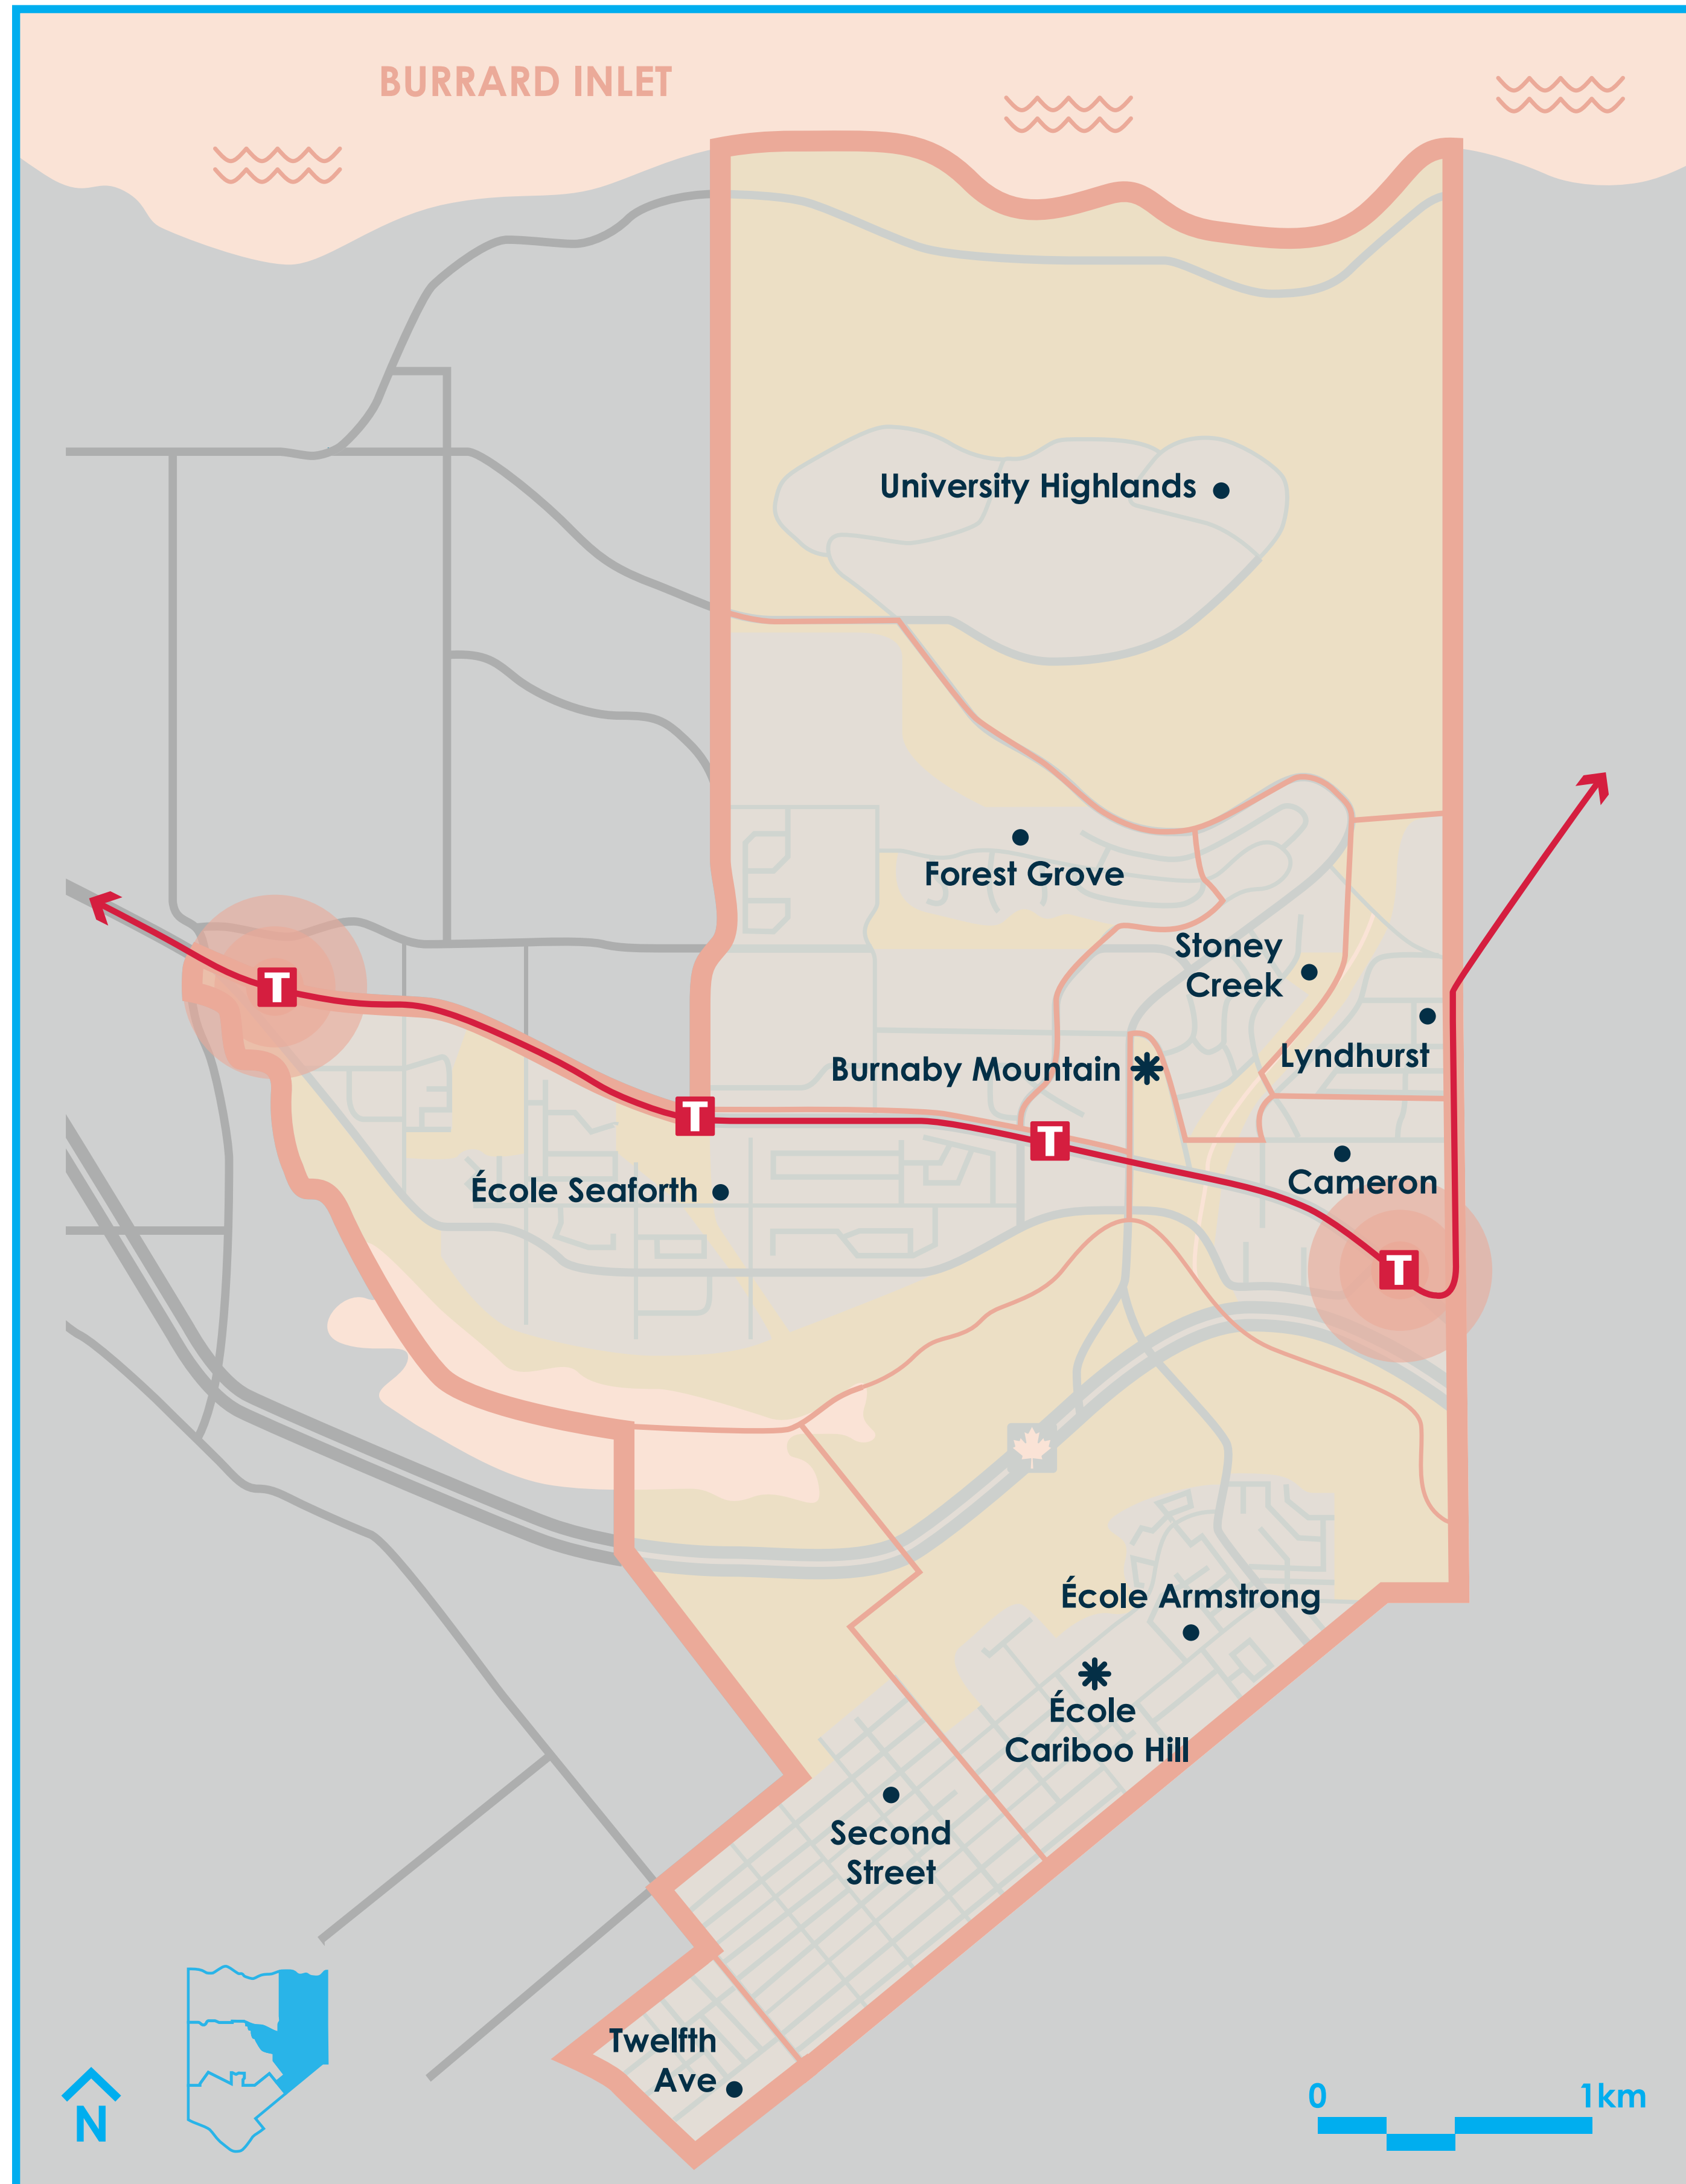 BURRARD INLET
University Highlands
Forest Grove
Stoney
Creek
Lyndhurst
Burnaby Mountain
T
T
T
Cameron
École Seaforth
T
École Armstrong
École
Cariboo Hill
Second
Street
Twelfth
Ave
N
0
1km